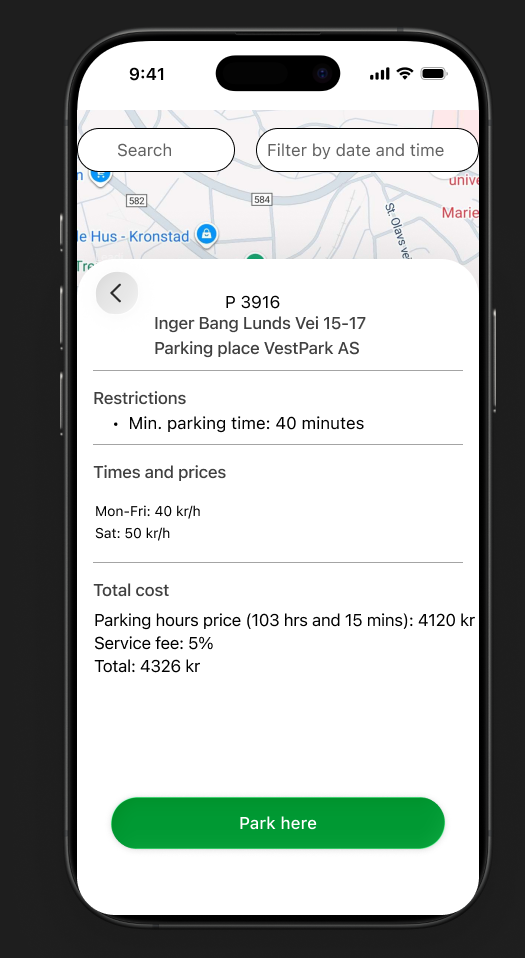 9:41
Search
Filter by date and time
n
unive
582
584
St. Olavs vei
Marie
le Hus - Kronstad
Tre
P 3916
Inger Bang Lunds Vei 15-17
Parking place VestPark AS
Restrictions
• Min. parking time: 40 minutes
Times and prices
Mon-Fri: 40 kr/h
Sat: 50 kr/h
Total cost
Parking hours price (103 hrs and 15 mins): 4120 kr
Service fee: 5%
Total: 4326 kr
Park here